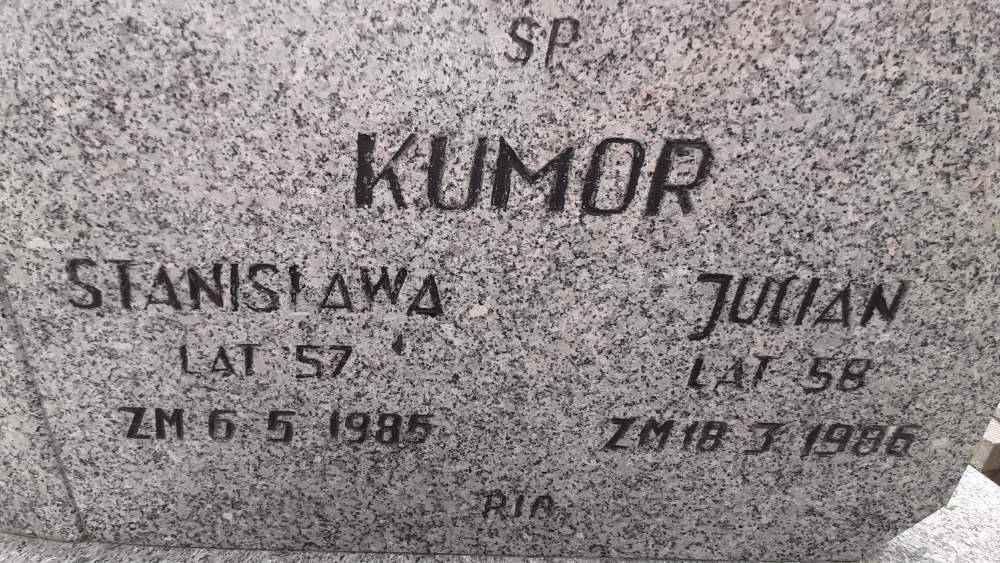 SP
KUMOR
STANISŁAWA JULIAN
LAT 57 LAT 58
ZM 6 5 1985 ZM 18 3 1986
RIP